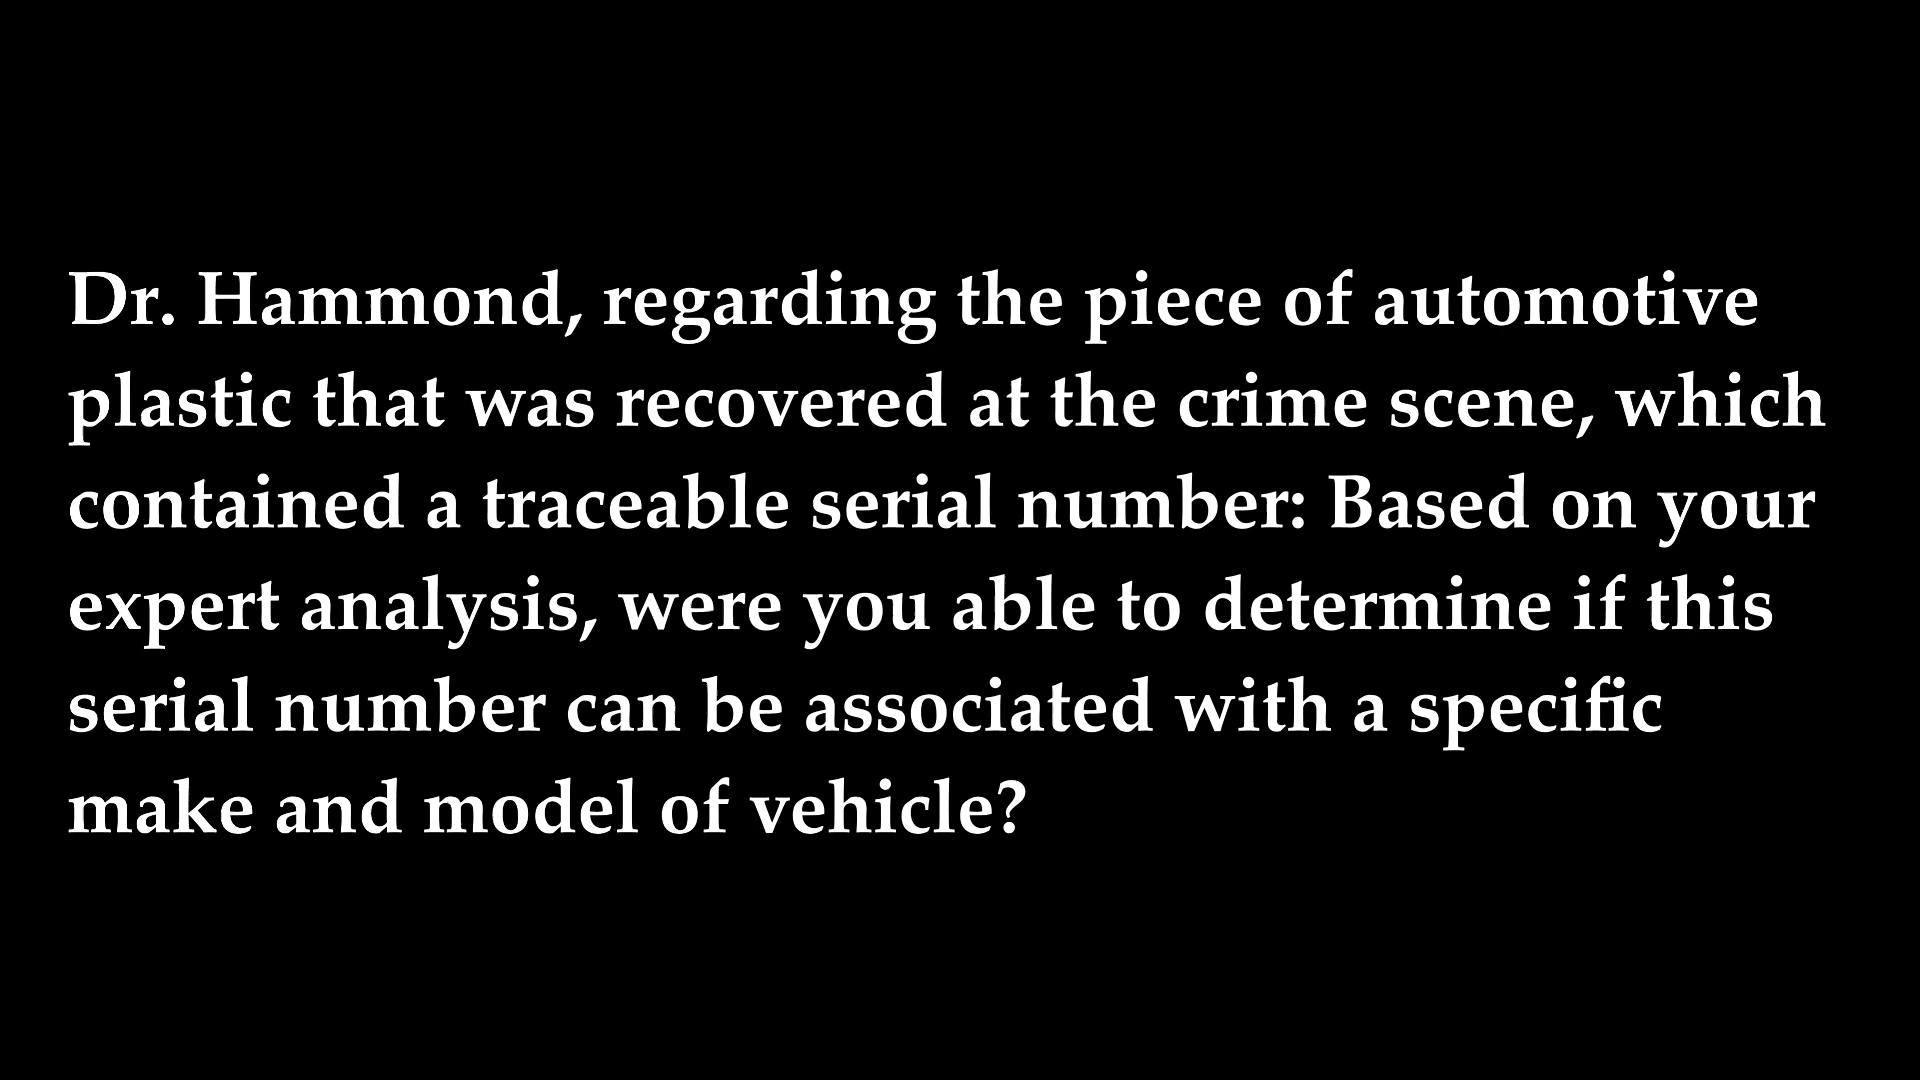 Dr. Hammond, regarding the piece of automotive
plastic that was recovered at the crime scene, which
contained a traceable serial number: Based on your
expert analysis, were you able to determine if this
serial number can be associated with a specific
make and model of vehicle?